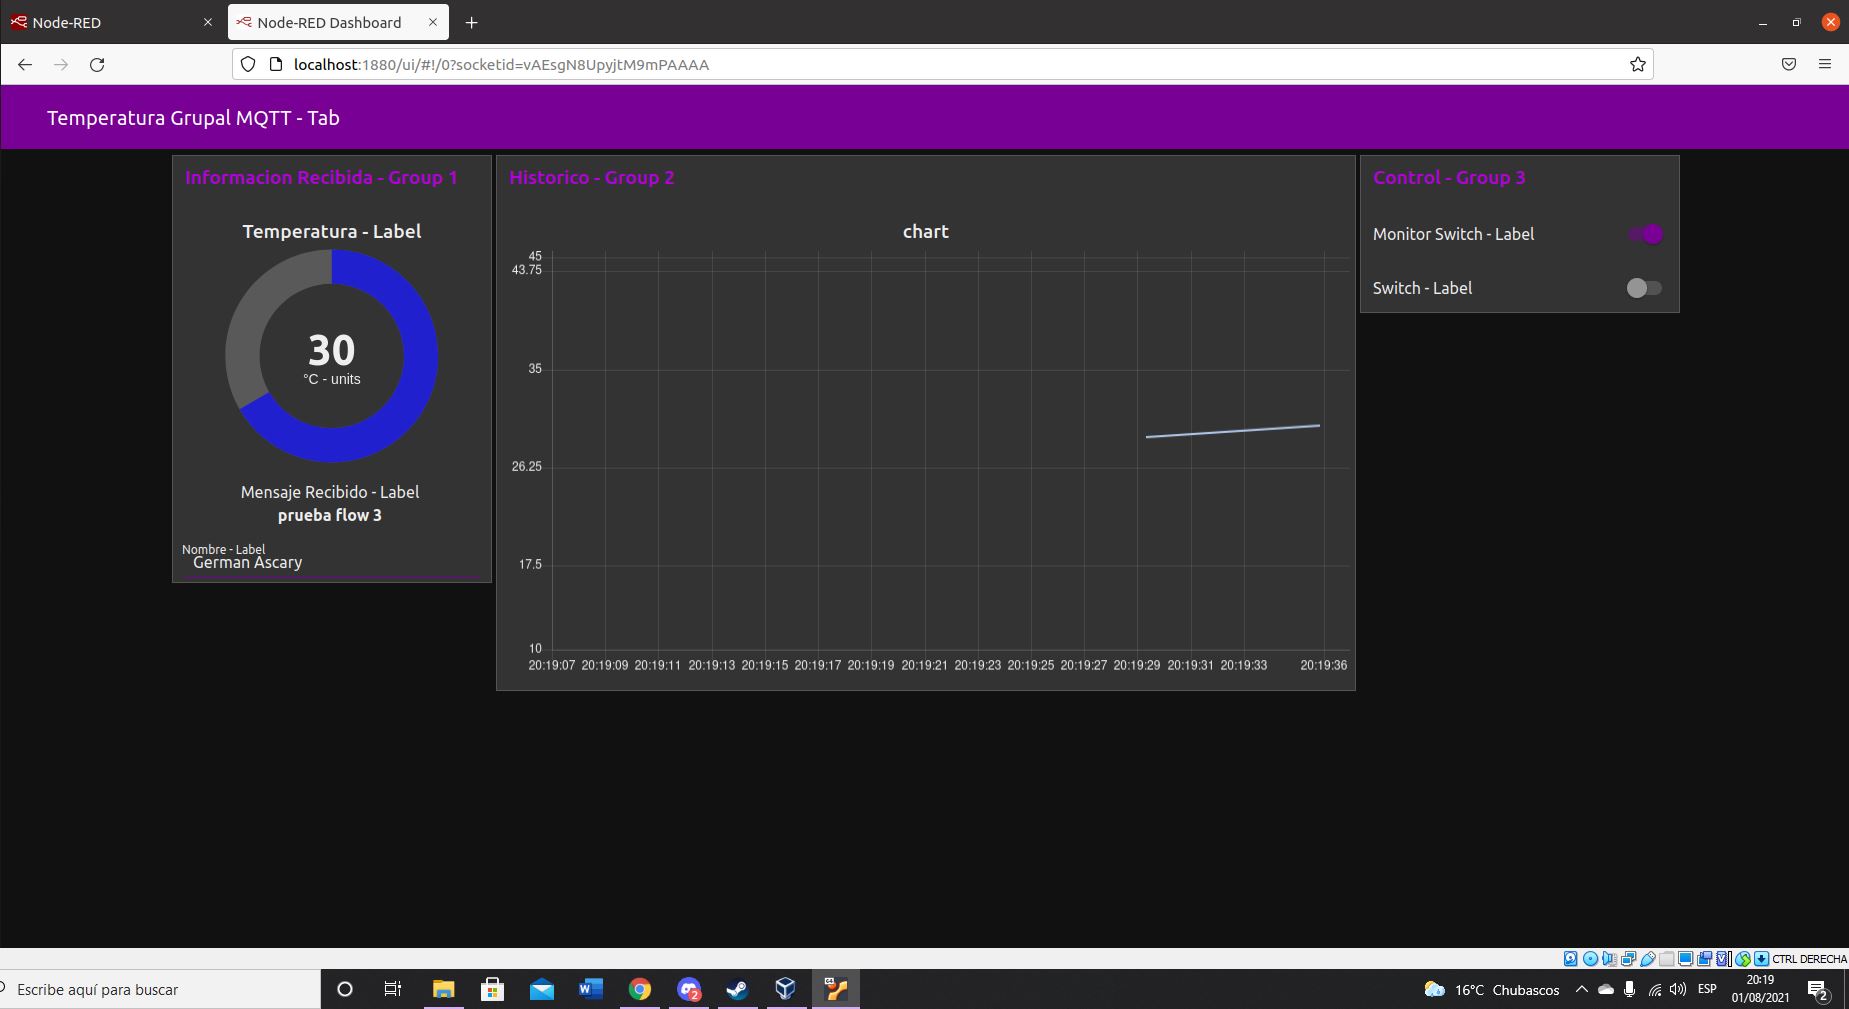 Node-RED
Node-RED Dashboard
localhost:1880/ui/#!/0?socketid=vAEsgN8UpyjtM9mPAAAA
Temperatura Grupal MQTT - Tab
Informacion Recibida - Group 1
Temperatura - Label
30
°C - units
Mensaje Recibido - Label
prueba flow 3
Nombre - Label
German Ascary
Historico - Group 2
chart
45
43.75
35
26.25
17.5
10
20:19:07 20:19:09 20:19:11 20:19:13 20:19:15 20:19:17 20:19:19 20:19:21 20:19:23 20:19:25 20:19:27 20:19:29 20:19:31 20:19:33 20:19:36
Control - Group 3
Monitor Switch - Label
Switch - Label
CTRL DERECHA
Escribe aquí para buscar
2
16°C Chubascos
ESP
20:19
01/08/2021
2